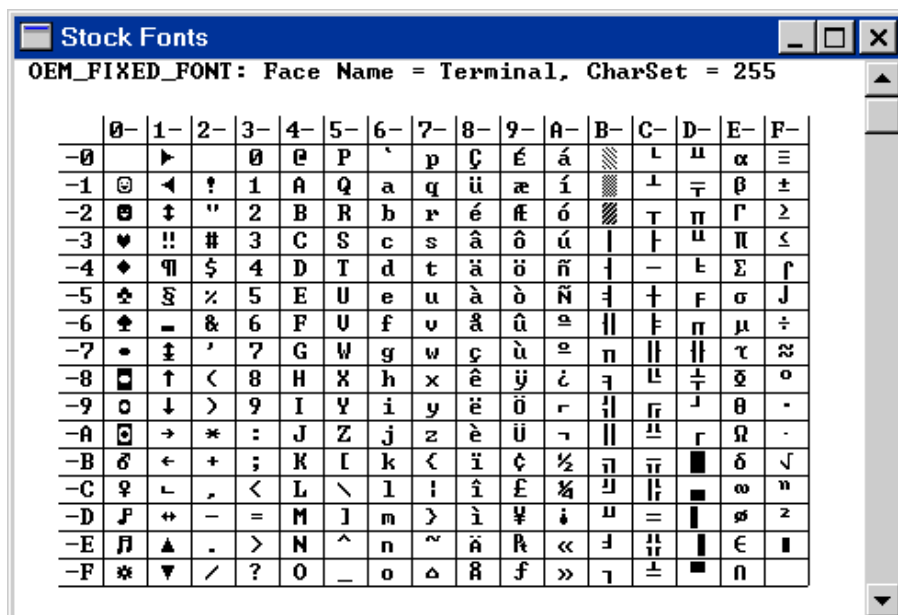 Stock Fonts
OEM_FIXED_FONT: Face Name = Terminal, CharSet = 255
0- 1- 2- 3- 4- 5- 6- 7- 8- 9- A- B- C- D- E- F-
-0 ► 0 @ P ` p Ç É á ░ └ ╨ α ≡
-1 ☺ ◄ ! 1 A Q a q ü æ í ▒ ┴ ╤ β ±
-2 ☻ ↕ " 2 B R b r é Æ ó ▓ ┬ ╥ Γ ≥
-3 ♥ ‼ # 3 C S c s â ô ú │ ├ ╙ π ≤
-4 ♦ ¶ $ 4 D T d t ä ö ñ ┤ ─ ╘ Σ ⌠
-5 ♣ § % 5 E U e u à ò Ñ ╡ ┼ ╒ σ ⌡
-6 ♠ ▬ & 6 F V f v å û ª ╢ ╞ ╓ µ ÷
-7 • ↨ ' 7 G W g w ç ù º ╖ ╟ ╫ τ ≈
-8 ◘ ↑ ( 8 H X h x ê ÿ ¿ ╕ ╚ ╪ Φ °
-9 ○ ↓ ) 9 I Y i y ë Ö ⌐ ╣ ╔ ┘ Θ ∙
-A ◙ → * : J Z j z è Ü ¬ ║ ╩ ┌ Ω ·
-B ♂ ← + ; K [ k { ï ¢ ½ ╗ ╦ █ δ √
-C ♀ ∟ , < L \ l ¦ î £ ¼ ╝ ╠ ▄ ∞ ⁿ
-D ♪ ↔ - = M ] m } ì ¥ ¡ ╜ ═ ▌ ø ²
-E ♫ ▲ . > N ^ n ~ Ä ₧ « ╛ ╬ ▐ ∈ ■
-F ☼ ▼ / ? O _ o ⌂ Å ƒ » ┐ ╧ ▀ ∩